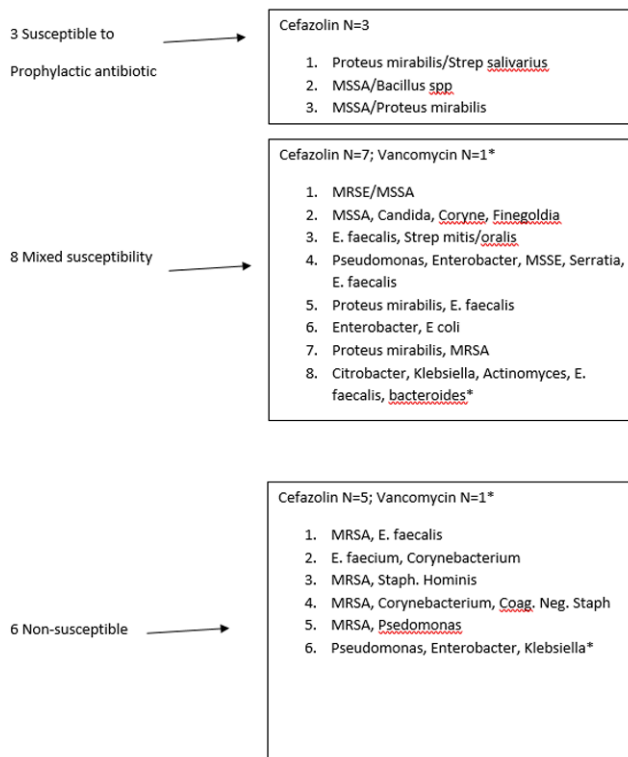 3 Susceptible to
Prophylactic antibiotic
Cefazolin N=3
1. Proteus mirabilis/Strep salivarius
2. MSSA/Bacillus spp
3. MSSA/Proteus mirabilis
8 Mixed susceptibility
Cefazolin N=7; Vancomycin N=1*
1. MRSE/MSSA
2. MSSA, Candida, Coryne, Finegoldia
3. E. faecalis, Strep mitis/oralis
4. Pseudomonas, Enterobacter, MSSE, Serratia,
E. faecalis
5. Proteus mirabilis, E. faecalis
6. Enterobacter, E coli
7. Proteus mirabilis, MRSA
8. Citrobacter, Klebsiella, Actinomyces, E.
faecalis, bacteroides*
6 Non-susceptible
Cefazolin N=5; Vancomycin N=1*
1. MRSA, E. faecalis
2. E. faecium, Corynebacterium
3. MRSA, Staph. Hominis
4. MRSA, Corynebacterium, Coag. Neg. Staph
5. MRSA, Psedomonas
6. Pseudomonas, Enterobacter, Klebsiella*